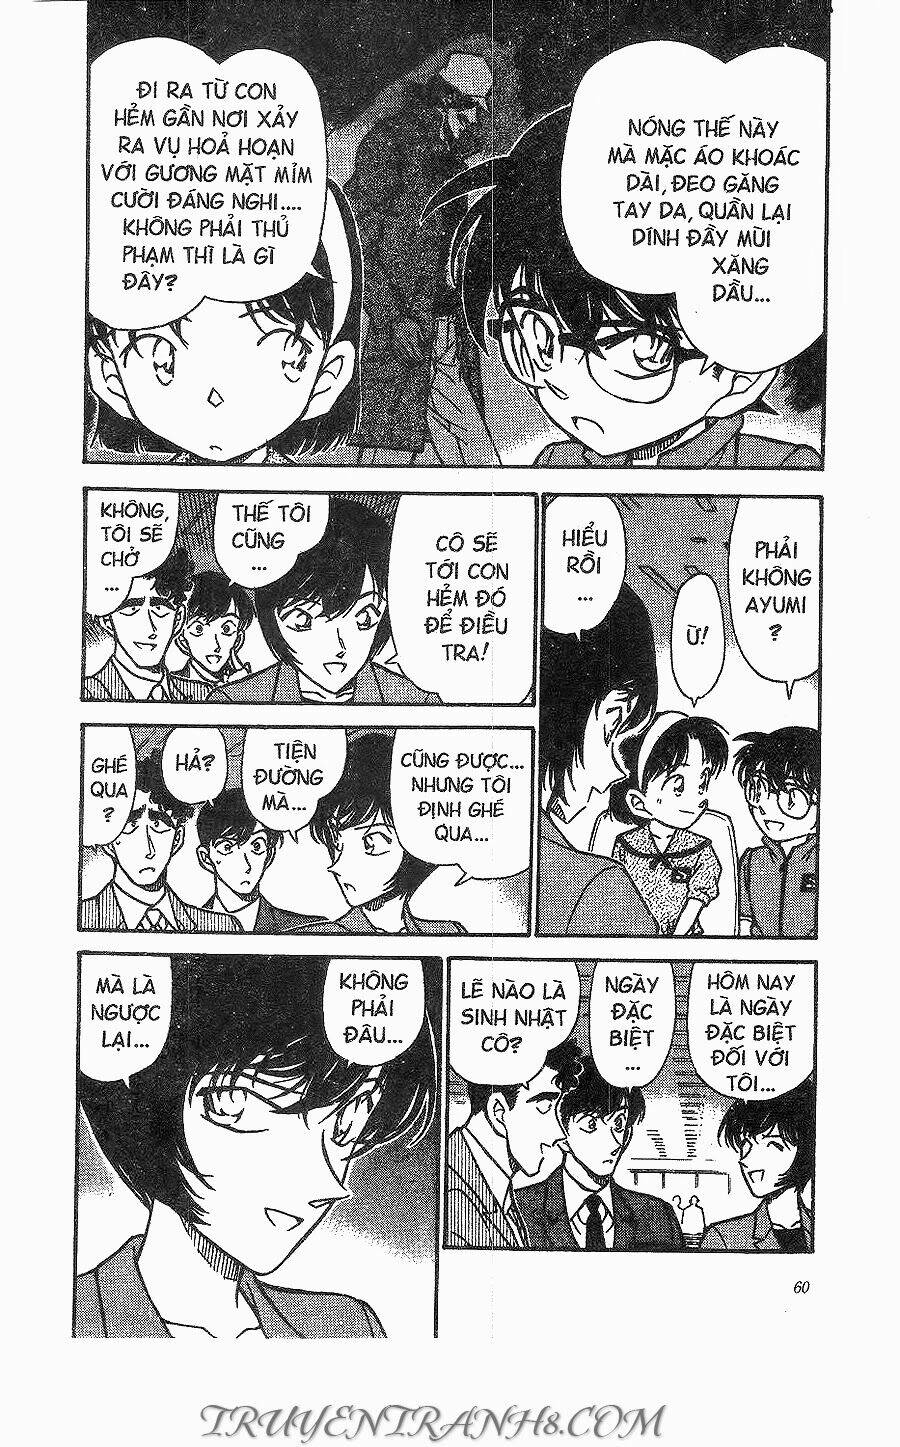 NÓNG THẾ NÀY
MÀ MẶC ÁO KHOÁC
DÀI, ĐEO GĂNG
TAY DA, QUẦN LẠI
DÍNH ĐẦY MÙI
XĂNG
DẦU...
ĐI RA TỪ CON
HẺM GẦN NƠI XẢY
RA VỤ HOẢ HOẠN
VỚI GƯƠNG MẶT MỈM
CƯỜI ĐÁNG NGHI....
KHÔNG PHẢI THỦ
PHẠM THÌ LÀ GÌ
ĐÂY?
PHẢI
KHÔNG
AYUMI
?
Ừ!
HIỂU
RỒI
...
CÔ SẼ
TỚI CON
HẺM ĐÓ
ĐỂ ĐIỀU
TRA!
THẾ TÔI
CŨNG
...
KHÔNG,
TÔI SẼ
CHỞ
...
CŨNG ĐƯỢC...
NHƯNG TÔI
ĐỊNH GHÉ
QUA...
TIỆN
ĐƯỜNG
MÀ...
HẢ?
GHÉ
QUA
?
HÔM NAY
LÀ NGÀY
ĐẶC BIỆT
ĐỐI VỚI
TÔI...
NGÀY
ĐẶC
BIỆT
...
LẼ NÀO LÀ
SINH NHẬT
CÔ?
KHÔNG
PHẢI
ĐÂU...
MÀ LÀ
NGƯỢC
LẠI...
60
TRUYENTRANH8.COM